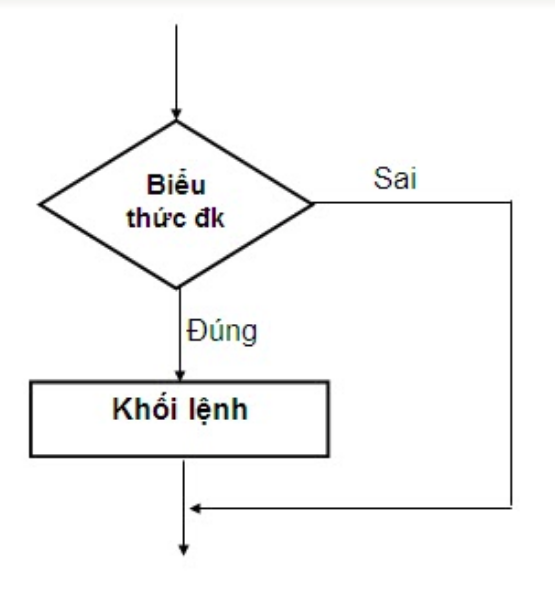 Biểu
thức đk
Sai
Đúng
Khối lệnh